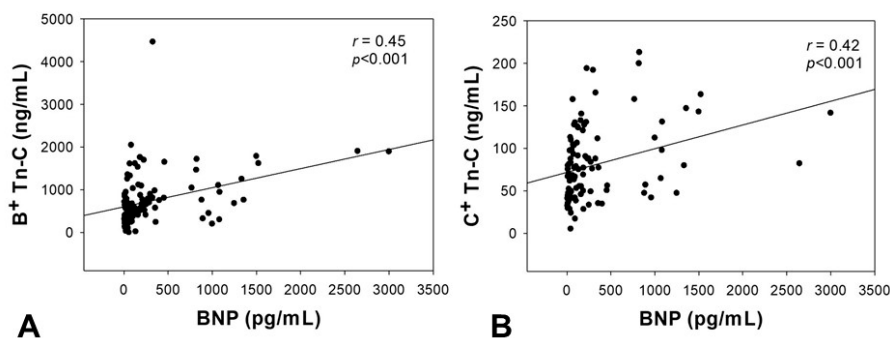 5000
4000
3000
2000
1000
0
B+ Tn-C (ng/mL)
r = 0.45
p<0.001
0 500 1000 1500 2000 2500 3000 3500
BNP (pg/mL)
A
250
200
150
100
50
0
C+ Tn-C (ng/mL)
r = 0.42
p<0.001
0 500 1000 1500 2000 2500 3000 3500
BNP (pg/mL)
B